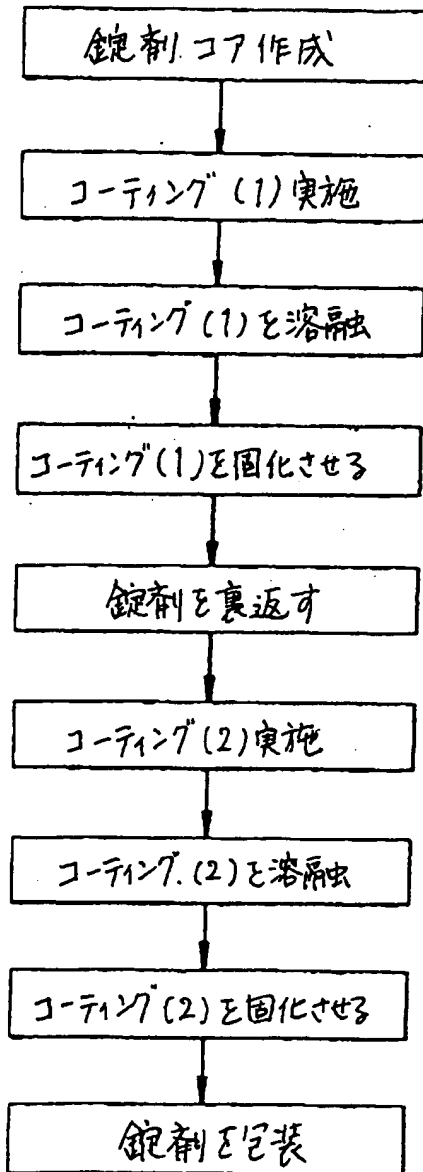 錠剤コア作成
コーティング(1)実施
コーティング(1)を溶融
コーティング(1)を固化させる
錠剤を裏返す
コーティング(2)実施
コーティング(2)を溶融
コーティング(2)を固化させる
錠剤を包装